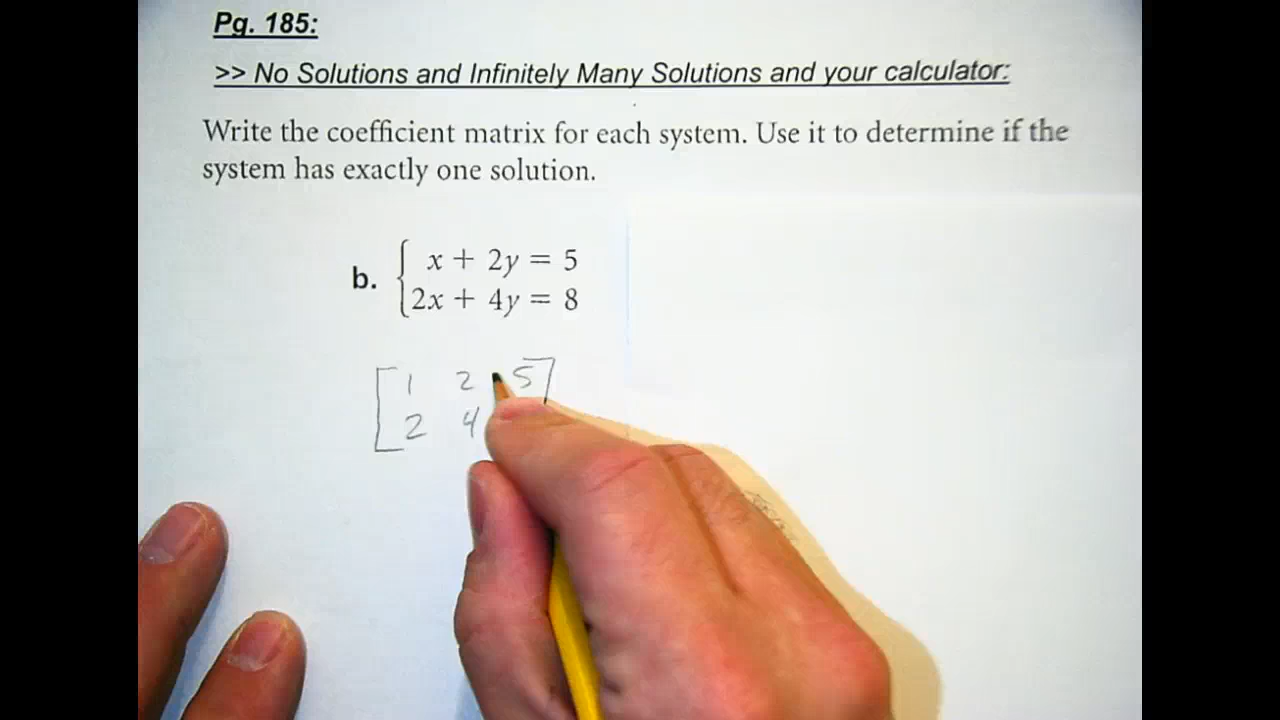 Pg. 185:
>> No Solutions and Infinitely Many Solutions and your calculator:
Write the coefficient matrix for each system. Use it to determine if the
system has exactly one solution.
b. { x + 2y = 5
2x + 4y = 8
[ 1 2 5 ]
2 4